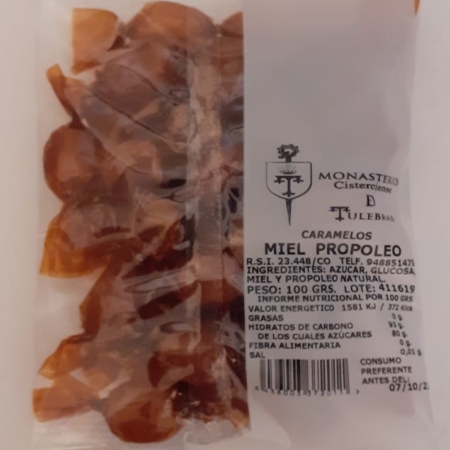 MONASTERIO
Cisterciense
D
TULEBRAS
CARAMELOS
MIEL PROPOLEO
R.S.I. 23.448/CO TELF. 94885147
INGREDIENTES: AZUCAR, GLUCOSA,
MIEL Y PROPOLEO NATURAL.
PESO: 100 GRS. LOTE: 411619
INFORME NUTRICIONAL POR 100 GRS
VALOR ENERGETICO 1581 KJ / 372 Kcal
GRASAS 0 g.
HIDRATOS DE CARBONO 93 g.
DE LOS CUALES AZÚCARES 80 g.
FIBRA ALIMENTARIA 0 g.
SAL 0,01 g
CONSUMO
PREFERENTE
ANTES DEL:
07/10/2